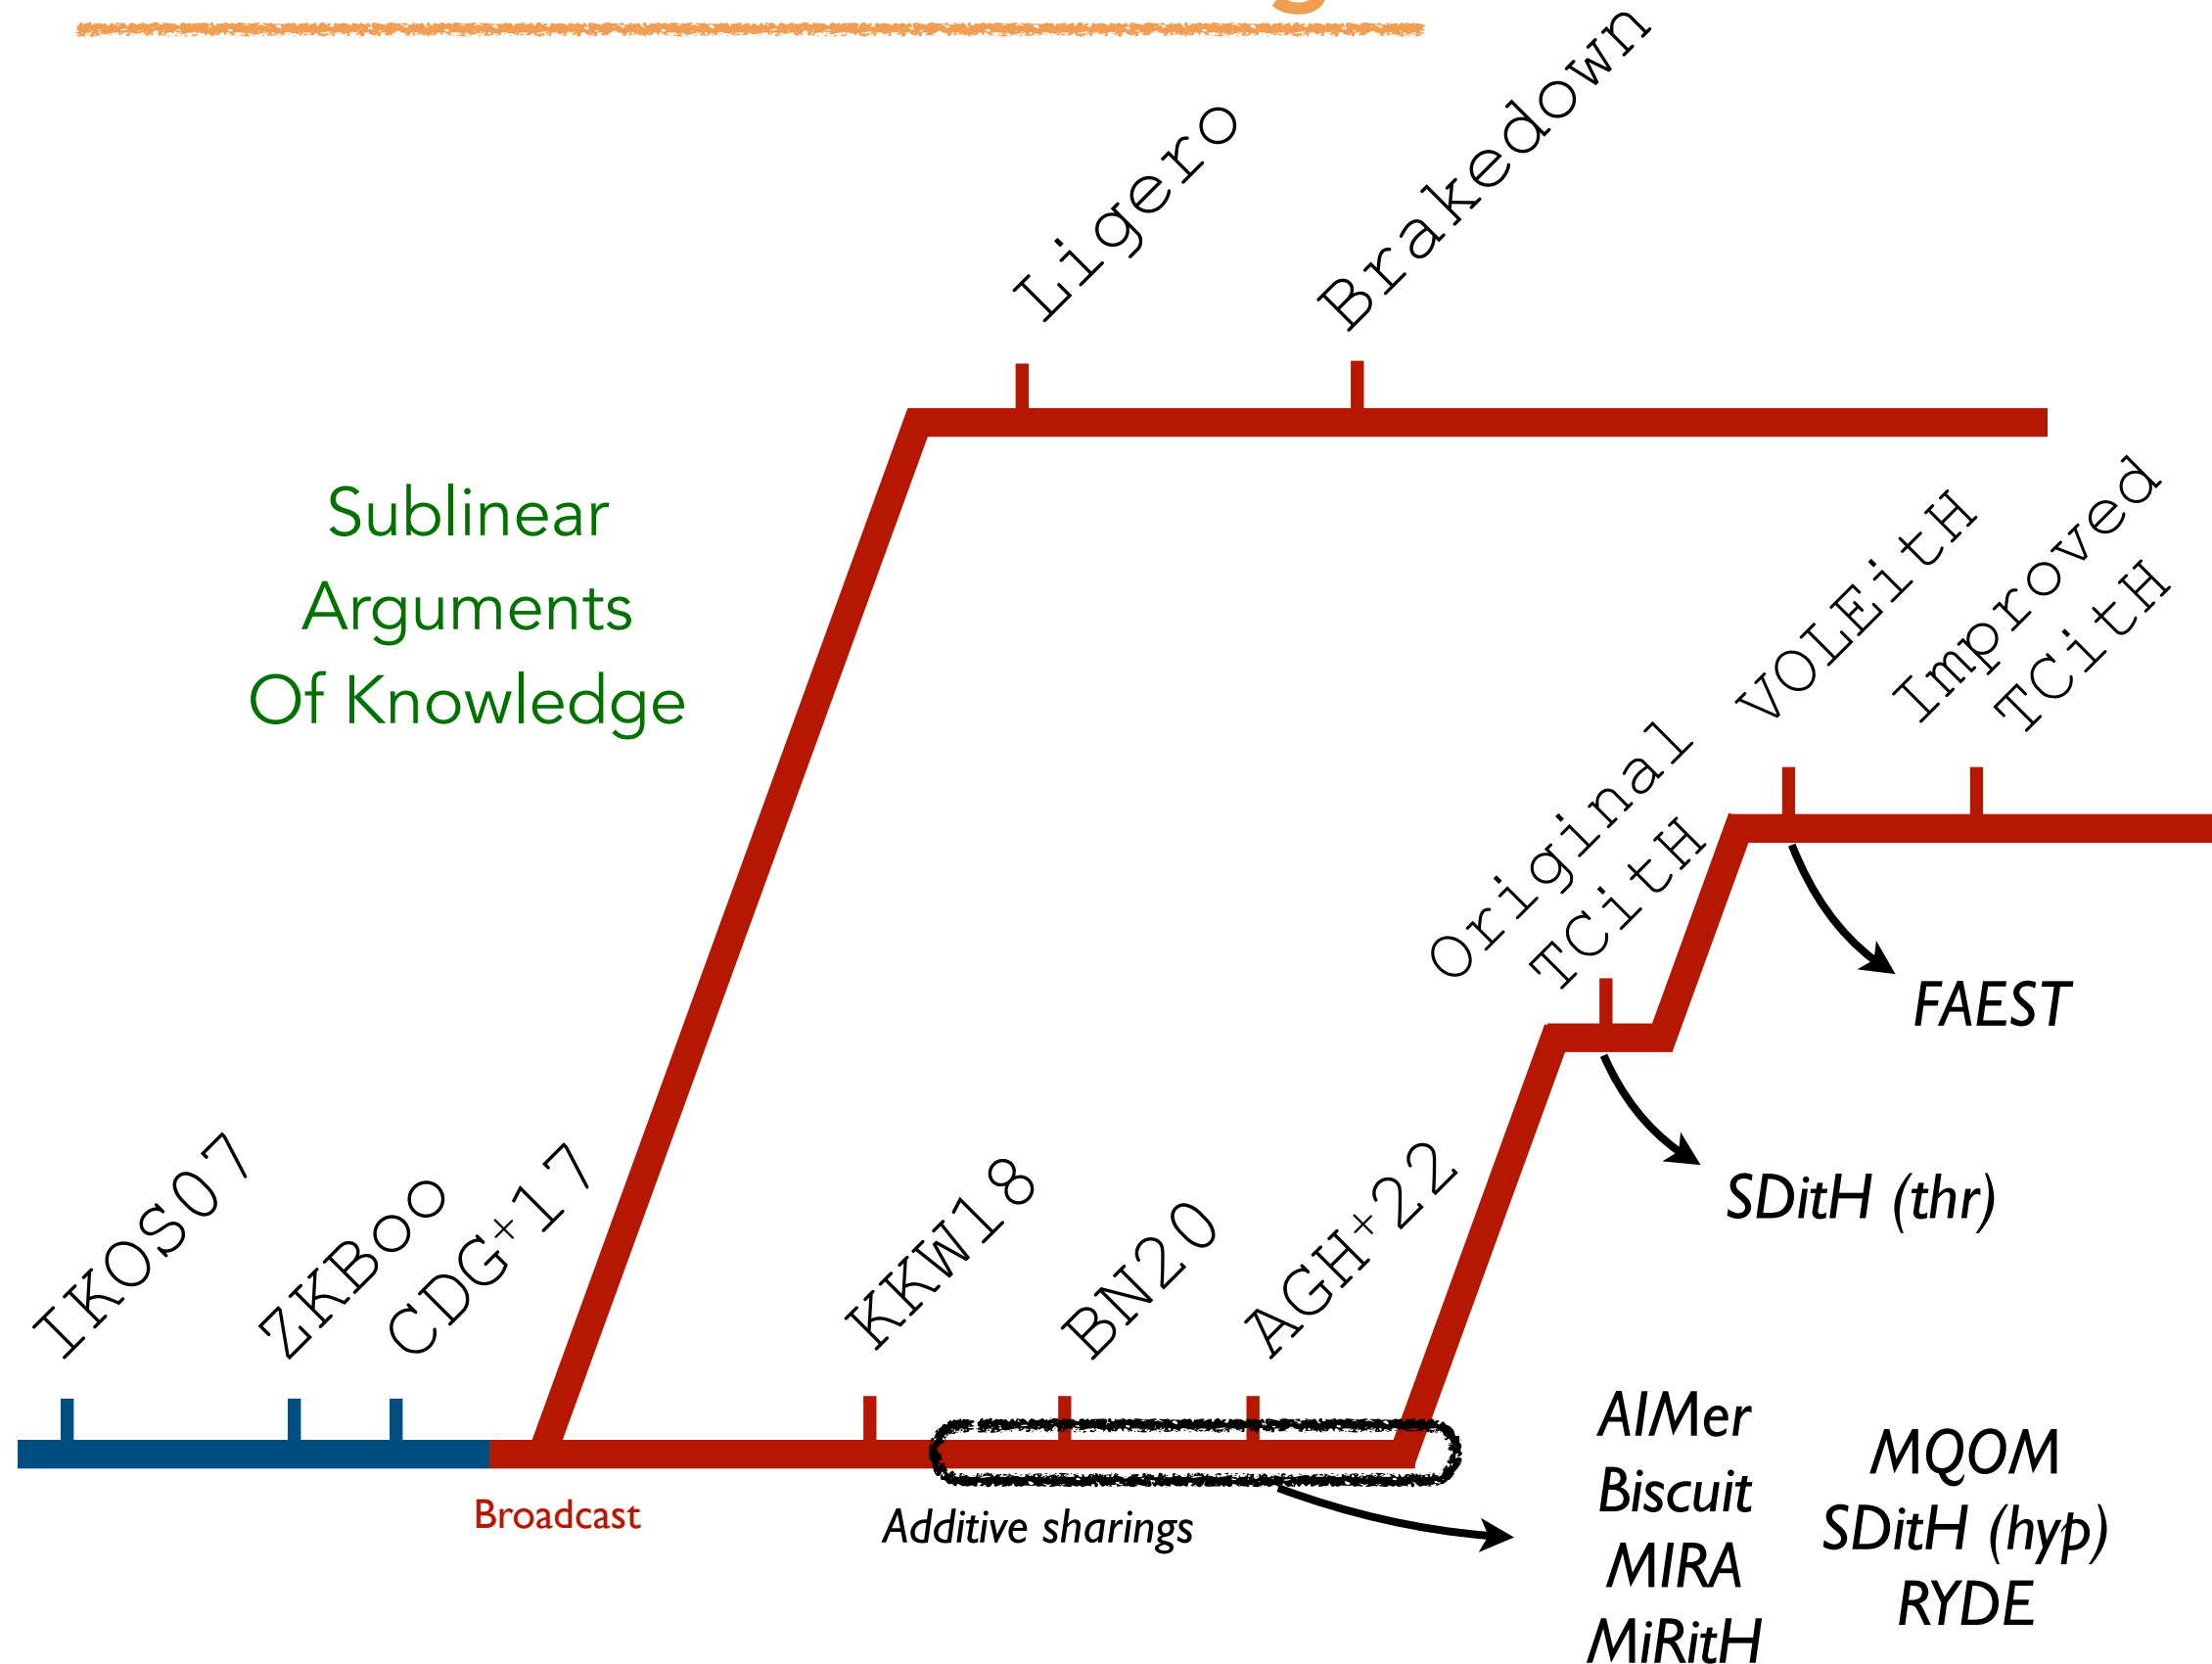 Ligero
Brakedown
Sublinear
Arguments
Of Knowledge
VOLEitH
Improved
TCitH
Original
TCitH
FAEST
SDitH (thr)
IKOS07
ZKBoo
CDG+17
KKW18
BN20
AGH+22
Broadcast
Additive sharings
AIMer
Biscuit
MIRA
MiRitH
MQOM
SDitH (hyp)
RYDE